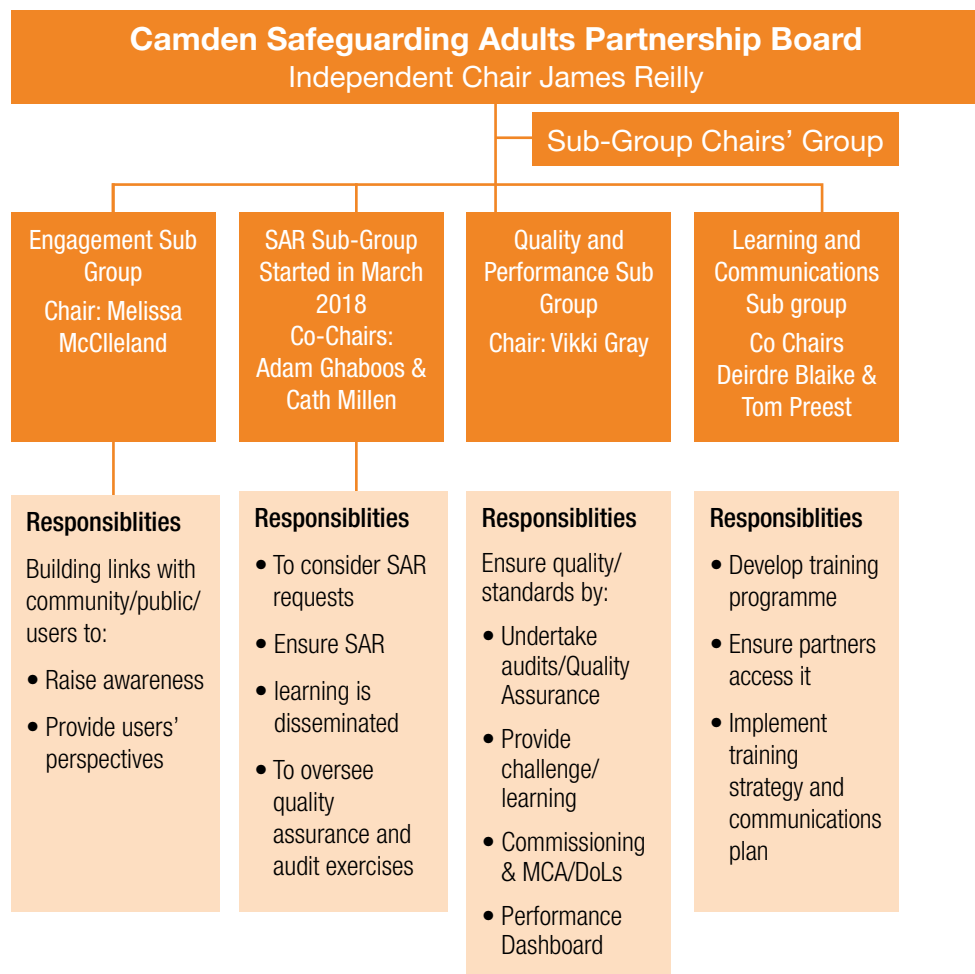 Camden Safeguarding Adults Partnership Board
Independent Chair James Reilly
Sub-Group Chairs’ Group
Engagement Sub
Group
Chair: Melissa
McClleland
SAR Sub-Group
Started in March
2018
Co-Chairs:
Adam Ghaboos &
Cath Millen
Quality and
Performance Sub
Group
Chair: Vikki Gray
Learning and
Communications
Sub group
Co Chairs
Deirdre Blaike &
Tom Preest
Responsiblities
Building links with
community/public/
users to:
• Raise awareness
• Provide users’
perspectives
Responsiblities
• To consider SAR
requests
• Ensure SAR
• learning is
disseminated
• To oversee
quality
assurance and
audit exercises
Responsiblities
Ensure quality/
standards by:
• Undertake
audits/Quality
Assurance
• Provide
challenge/
learning
• Commissioning
& MCA/DoLs
• Performance
Dashboard
Responsiblities
• Develop training
programme
• Ensure partners
access it
• Implement
training
strategy and
communications
plan